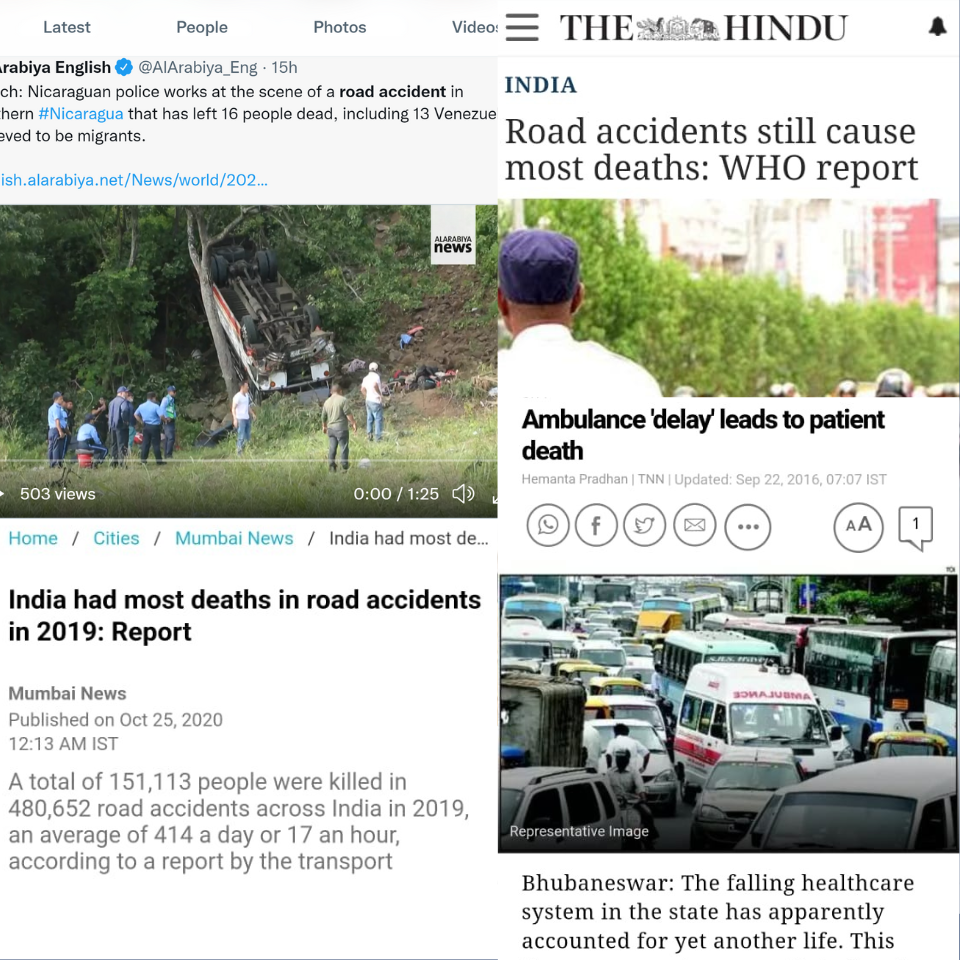 Latest People Photos Videos
Arabiya English @AlArabiya_Eng · 15h
ch: Nicaraguan police works at the scene of a road accident in
thern #Nicaragua that has left 16 people dead, including 13 Venezue
eved to be migrants.
ish.alarabiya.net/News/world/202...
ALARABIYA
news
503 views 0:00 / 1:25
Home / Cities / Mumbai News / India had most de...
India had most deaths in road accidents
in 2019: Report
Mumbai News
Published on Oct 25, 2020
12:13 AM IST
A total of 151,113 people were killed in
480,652 road accidents across India in 2019,
an average of 414 a day or 17 an hour,
according to a report by the transport
THE HINDU
INDIA
Road accidents still cause
most deaths: WHO report
Ambulance 'delay' leads to patient
death
Hemanta Pradhan | TNN | Updated: Sep 22, 2016, 07:07 IST
AA 1
AMBULANCE
Representative Image
Bhubaneswar: The falling healthcare
system in the state has apparently
accounted for yet another life. This